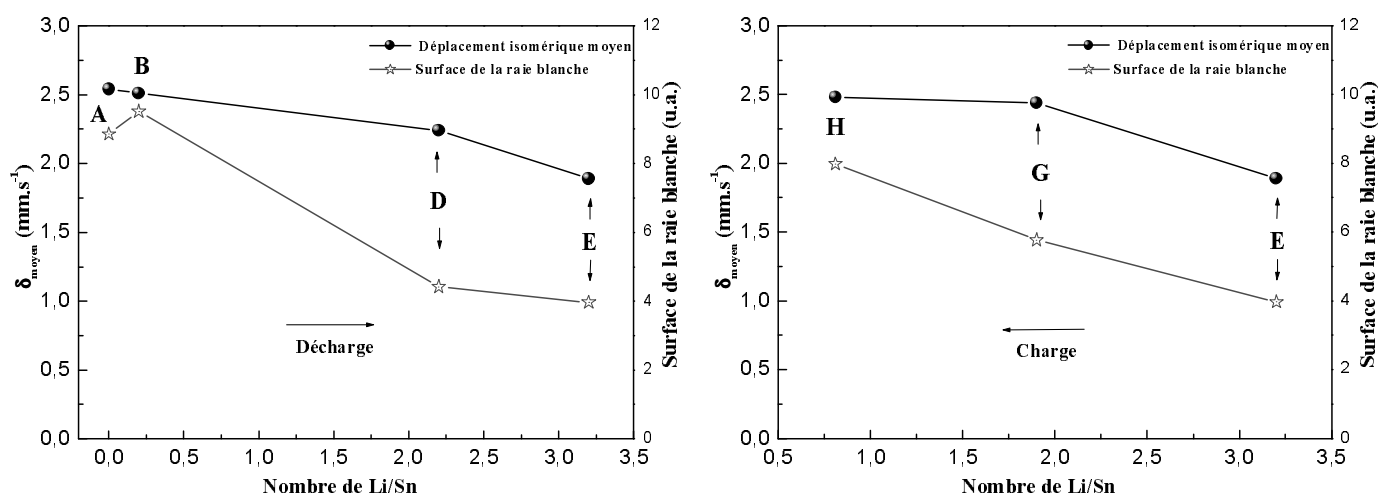 3,0
2,5
2,0
1,5
1,0
0,5
0,0
δmoyen (mm.s-1)
A
B
D
E
Déplacement isomérique moyen
Surface de la raie blanche
Décharge
0,0 0,5 1,0 1,5 2,0 2,5 3,0 3,5
Nombre de Li/Sn
12
10
8
6
4
2
0
Surface de la raie blanche (u.a.)
3,0
2,5
2,0
1,5
1,0
0,5
0,0
δmoyen (mm.s-1)
H
G
E
Déplacement isomérique moyen
Surface de la raie blanche
Charge
0,5 1,0 1,5 2,0 2,5 3,0 3,5
Nombre de Li/Sn
12
10
8
6
4
2
0
Surface de la raie blanche (u.a.)